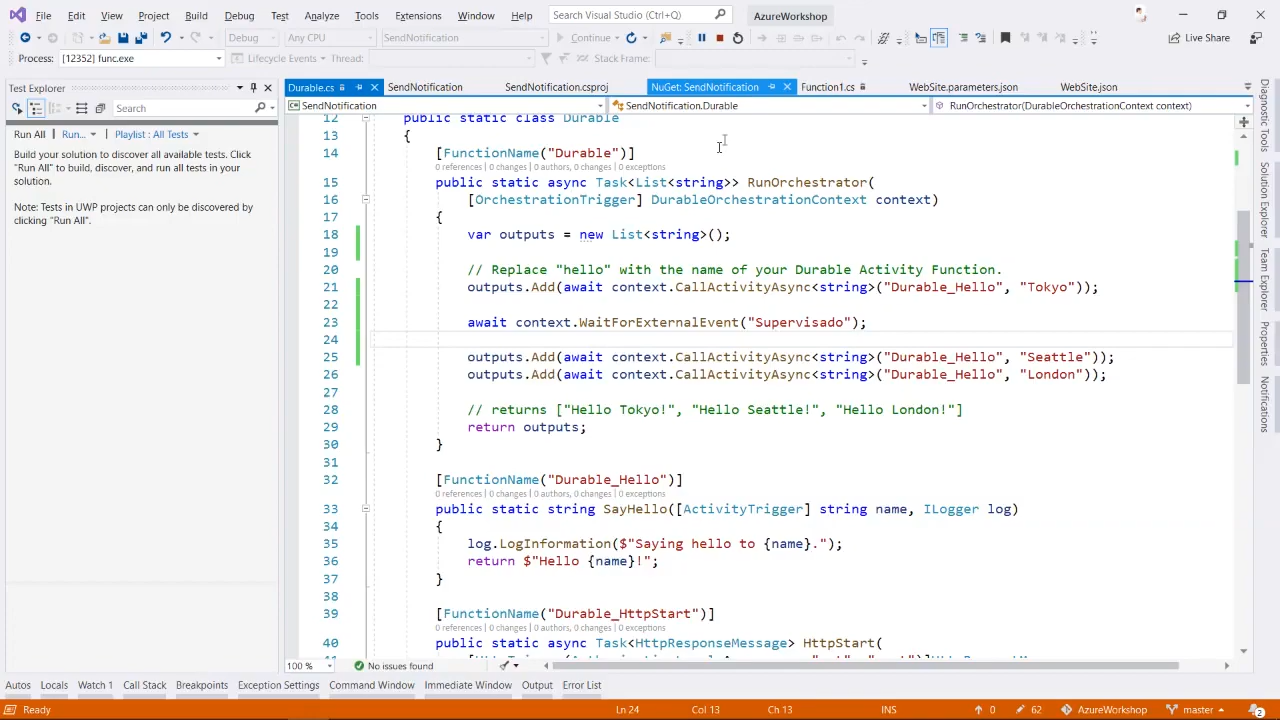 File Edit View Project Build Debug Test Analyze Tools Extensions Window Help Search Visual Studio (Ctrl+Q) AzureWorkshop
Debug Any CPU SendNotification Continue Live Share
Process: [12352] func.exe Lifecycle Events Thread: Stack Frame:
Test Explorer
Search
Run All Run... Playlist : All Tests
Build your solution to discover all available tests. Click
"Run All" to build, discover, and run all tests in your
solution.
Note: Tests in UWP projects can only be discovered by
clicking "Run All".
Durable.cs SendNotification SendNotification.csproj NuGet: SendNotification Function1.cs WebSite.parameters.json WebSite.json
SendNotification SendNotification.Durable RunOrchestrator(DurableOrchestrationContext context)
12 public static class Durable
13 {
14 [FunctionName("Durable")]
0 references | 0 changes | 0 authors, 0 changes | 0 exceptions
15 public static async Task<List<string>> RunOrchestrator(
16 [OrchestrationTrigger] DurableOrchestrationContext context)
17 {
18 var outputs = new List<string>();
19
20 // Replace "hello" with the name of your Durable Activity Function.
21 outputs.Add(await context.CallActivityAsync<string>("Durable_Hello", "Tokyo"));
22
23 await context.WaitForExternalEvent("Supervisado");
24
25 outputs.Add(await context.CallActivityAsync<string>("Durable_Hello", "Seattle"));
26 outputs.Add(await context.CallActivityAsync<string>("Durable_Hello", "London"));
27
28 // returns ["Hello Tokyo!", "Hello Seattle!", "Hello London!"]
29 return outputs;
30 }
31
32 [FunctionName("Durable_Hello")]
0 references | 0 changes | 0 authors, 0 changes | 0 exceptions
33 public static string SayHello([ActivityTrigger] string name, ILogger log)
34 {
35 log.LogInformation($"Saying hello to {name}.");
36 return $"Hello {name}!";
37 }
38
39 [FunctionName("Durable_HttpStart")]
0 references | 0 changes | 0 authors, 0 changes | 0 exceptions
40 public static async Task<HttpResponseMessage> HttpStart(
100 % No issues found
Diagnostic Tools
Solution Explorer
Team Explorer
Properties
Notifications
Autos Locals Watch 1 Call Stack Breakpoints Exception Settings Command Window Immediate Window Output Error List
Ready Ln 24 Col 13 Ch 13 INS 0 62 AzureWorkshop master 2